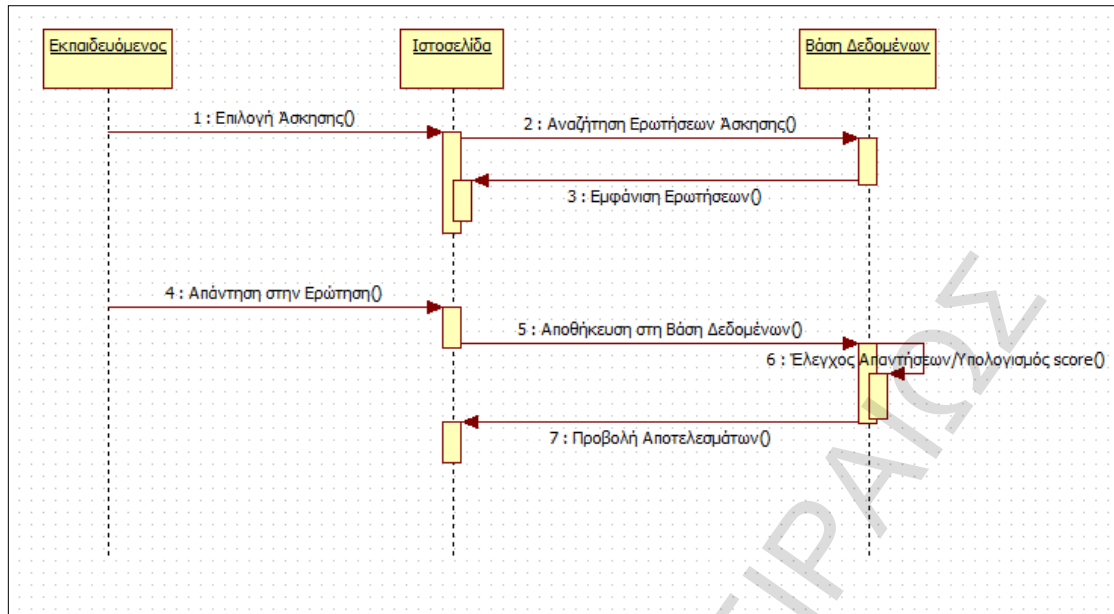 Εκπαιδευόμενος
Ιστοσελίδα
Βάση Δεδομένων
1 : Επιλογή Άσκησης()
2 : Αναζήτηση Ερωτήσεων Άσκησης()
3 : Εμφάνιση Ερωτήσεων()
4 : Απάντηση στην Ερώτηση()
5 : Αποθήκευση στη Βάση Δεδομένων()
6 : Έλεγχος Απαντήσεων/Υπολογισμός score()
7 : Προβολή Αποτελεσμάτων()
ΕΙΡΑΙΩΣ